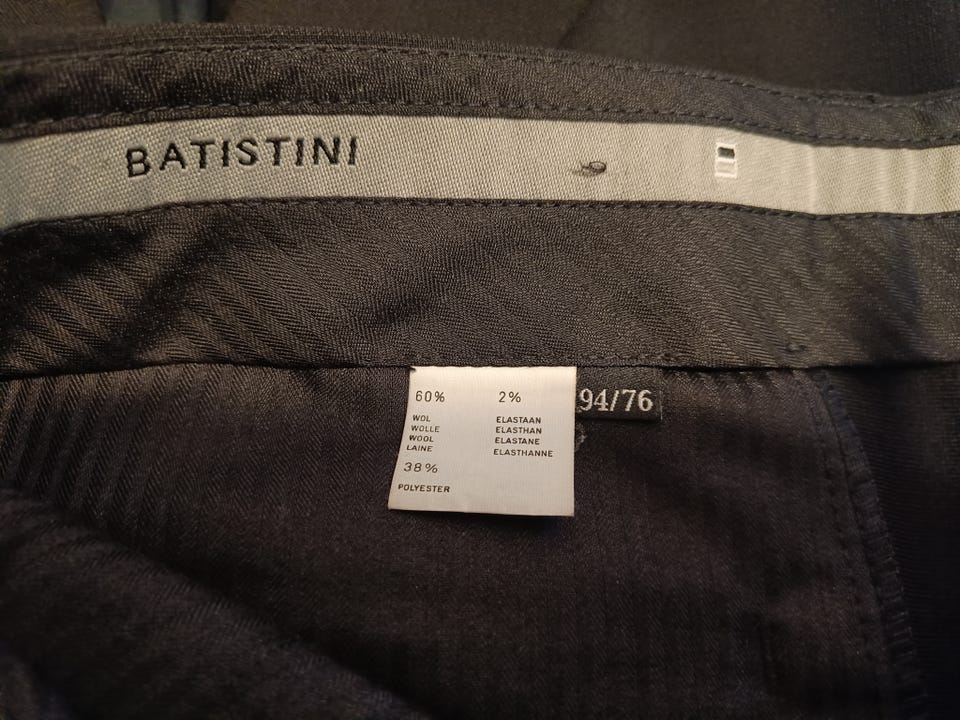 BATISTINI
60% 2%
WOL ELASTAAN
WOLLE ELASTHAN
WOOL ELASTANE
LAINE ELASTHANNE
38%
POLYESTER
94/76